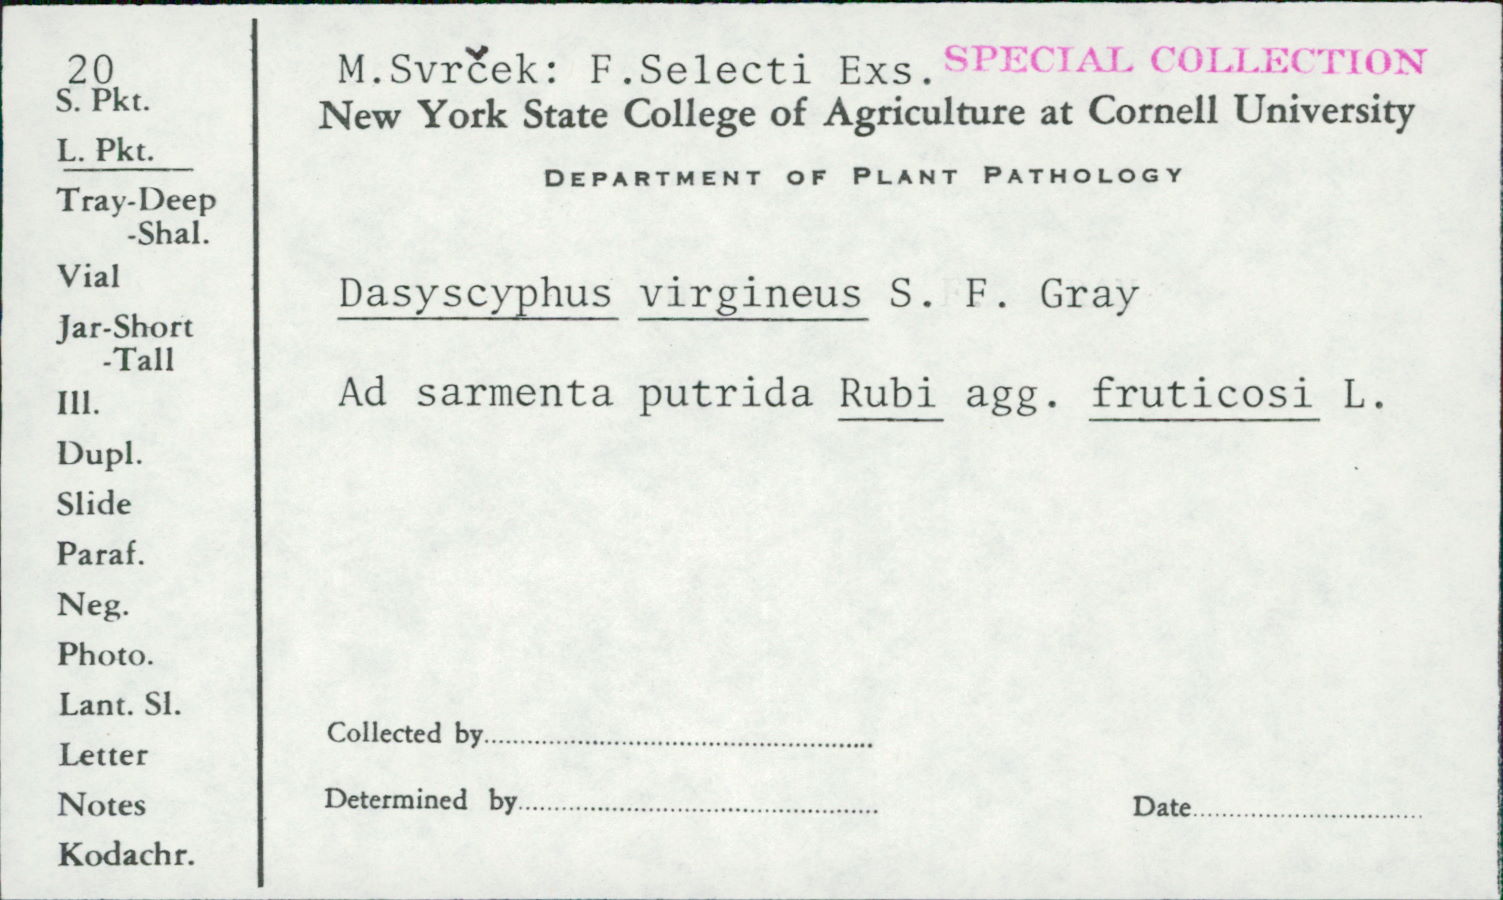 20
S. Pkt.
L. Pkt.
Tray-Deep
-Shal.
Vial
Jar-Short
-Tall
Ill.
Dupl.
Slide
Paraf.
Neg.
Photo.
Lant. Sl.
Letter
Notes
Kodachr.
M.Svrček: F.Selecti Exs. SPECIAL COLLECTION
New York State College of Agriculture at Cornell University
DEPARTMENT OF PLANT PATHOLOGY
Dasyscyphus virgineus S. F. Gray
Ad sarmenta putrida Rubi agg. fruticosi L.
Collected by
Determined by
Date